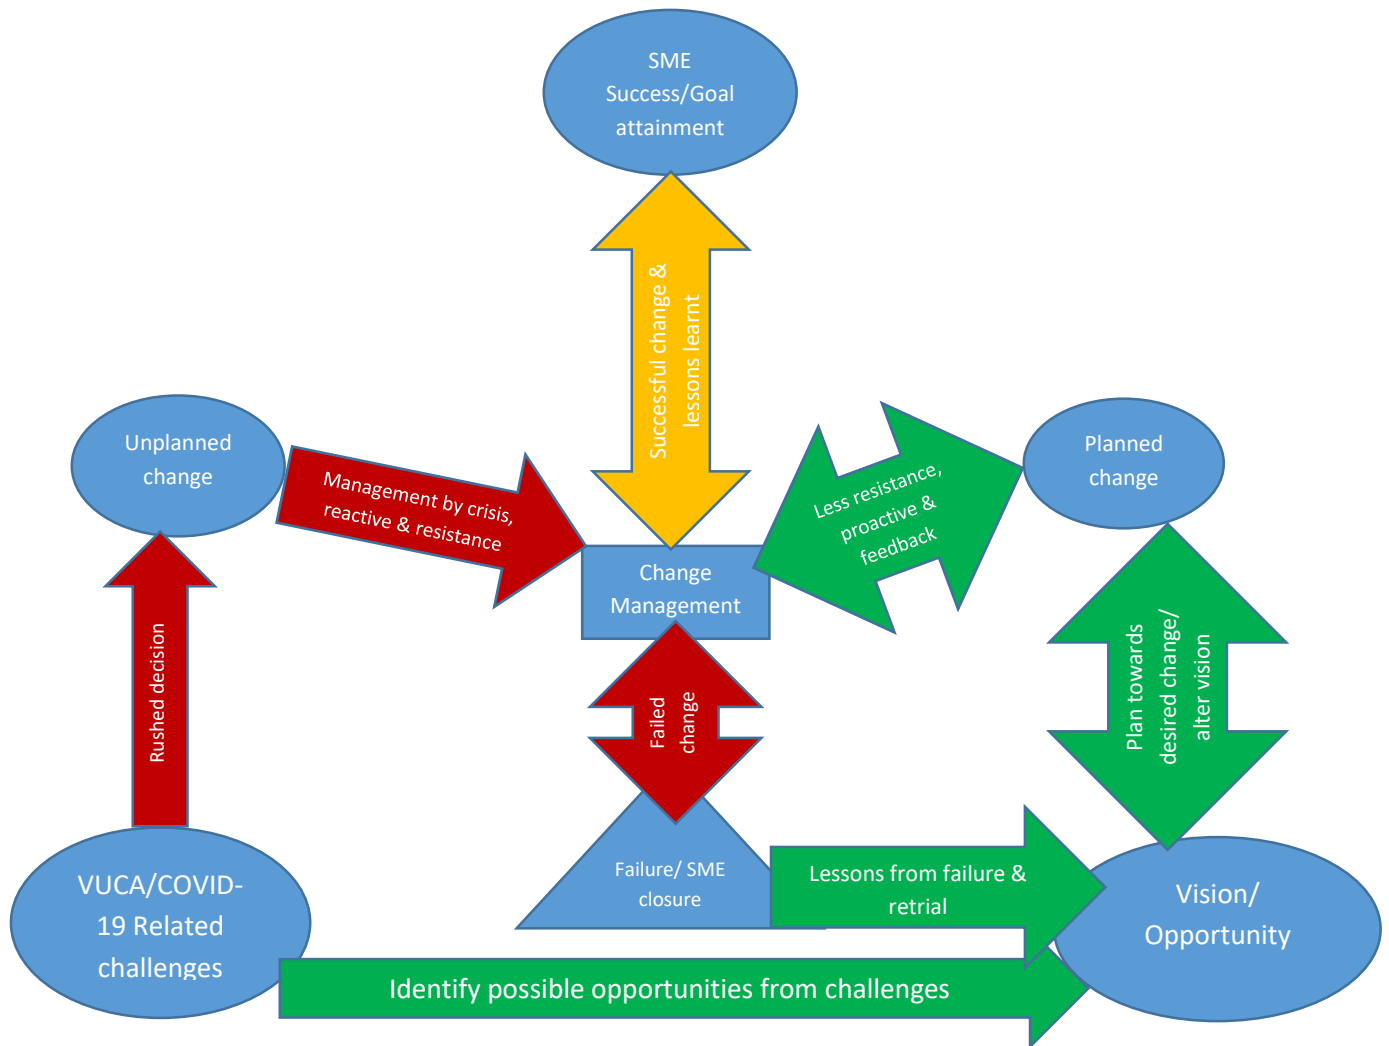 SME
Success/Goal
attainment
Successful change &
lessons learnt
Unplanned
change
Management by crisis,
reactive & resistance
Less resistance,
proactive &
feedback
Planned
change
Change
Management
Rushed decision
Failed
change
Plan towards
desired change/
alter vision
VUCA/COVID-
19 Related
challenges
Failure/ SME
closure
Lessons from failure &
retrial
Vision/
Opportunity
Identify possible opportunities from challenges